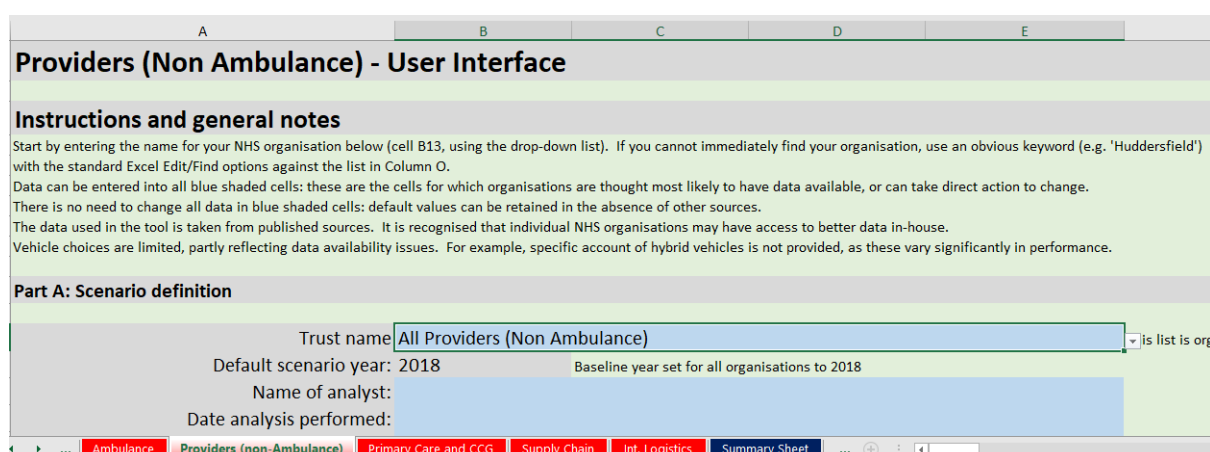 A B C D E
Providers (Non Ambulance) - User Interface
Instructions and general notes
Start by entering the name for your NHS organisation below (cell B13, using the drop-down list). If you cannot immediately find your organisation, use an obvious keyword (e.g. 'Huddersfield')
with the standard Excel Edit/Find options against the list in Column O.
Data can be entered into all blue shaded cells: these are the cells for which organisations are thought most likely to have data available, or can take direct action to change.
There is no need to change all data in blue shaded cells: default values can be retained in the absence of other sources.
The data used in the tool is taken from published sources. It is recognised that individual NHS organisations may have access to better data in-house.
Vehicle choices are limited, partly reflecting data availability issues. For example, specific account of hybrid vehicles is not provided, as these vary significantly in performance.
Part A: Scenario definition
Trust name All Providers (Non Ambulance) is list is org
Default scenario year: 2018 Baseline year set for all organisations to 2018
Name of analyst:
Date analysis performed:
... Ambulance Providers (non-Ambulance) Primary Care and CCG Supply Chain Int. Logistics Summary Sheet ...